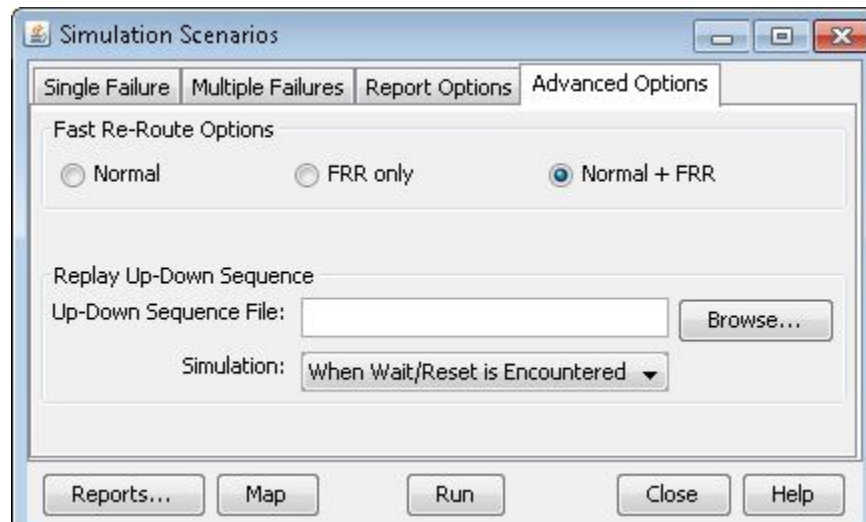 Simulation Scenarios
Single Failure Multiple Failures Report Options Advanced Options
Fast Re-Route Options
Normal FRR only Normal + FRR
Replay Up-Down Sequence
Up-Down Sequence File: Browse...
Simulation: When Wait/Reset is Encountered
Reports... Map Run Close Help